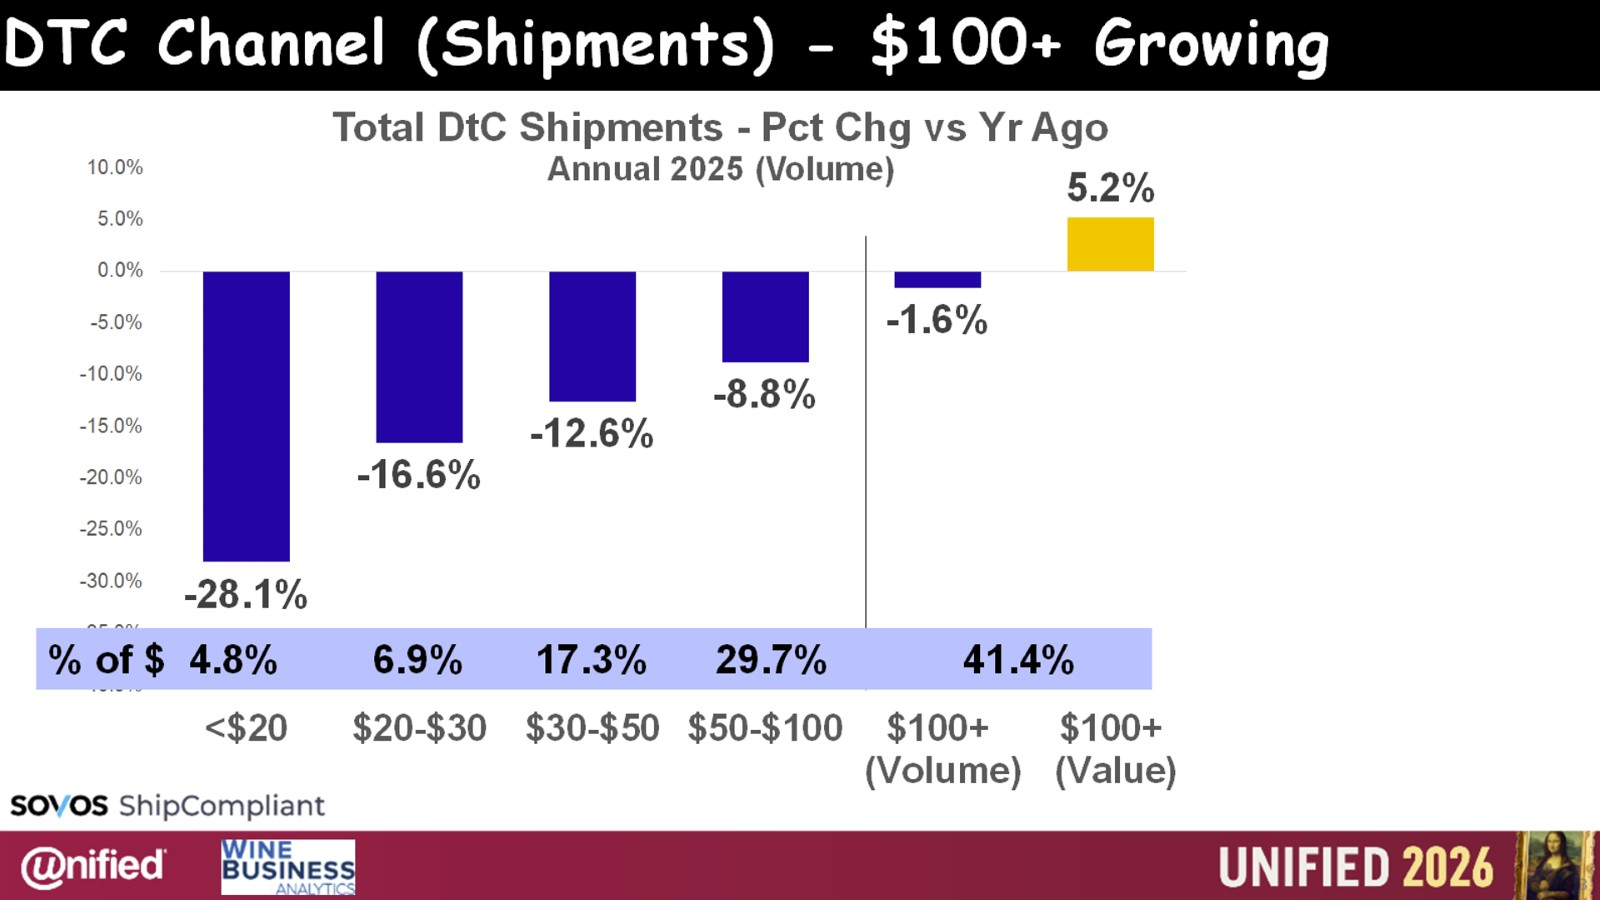 DTC Channel (Shipments) - $100+ Growing
Total DtC Shipments - Pct Chg vs Yr Ago
Annual 2025 (Volume)
10.0%
5.0%
0.0%
-5.0%
-10.0%
-15.0%
-20.0%
-25.0%
-30.0%
5.2%
-1.6%
-8.8%
-12.6%
-16.6%
-28.1%
% of $ 4.8% 6.9% 17.3% 29.7% 41.4%
<$20 $20-$30 $30-$50 $50-$100 $100+ $100+
(Volume) (Value)
sovos ShipCompliant
unified
WINE
BUSINESS
ANALYTICS
UNIFIED 2026